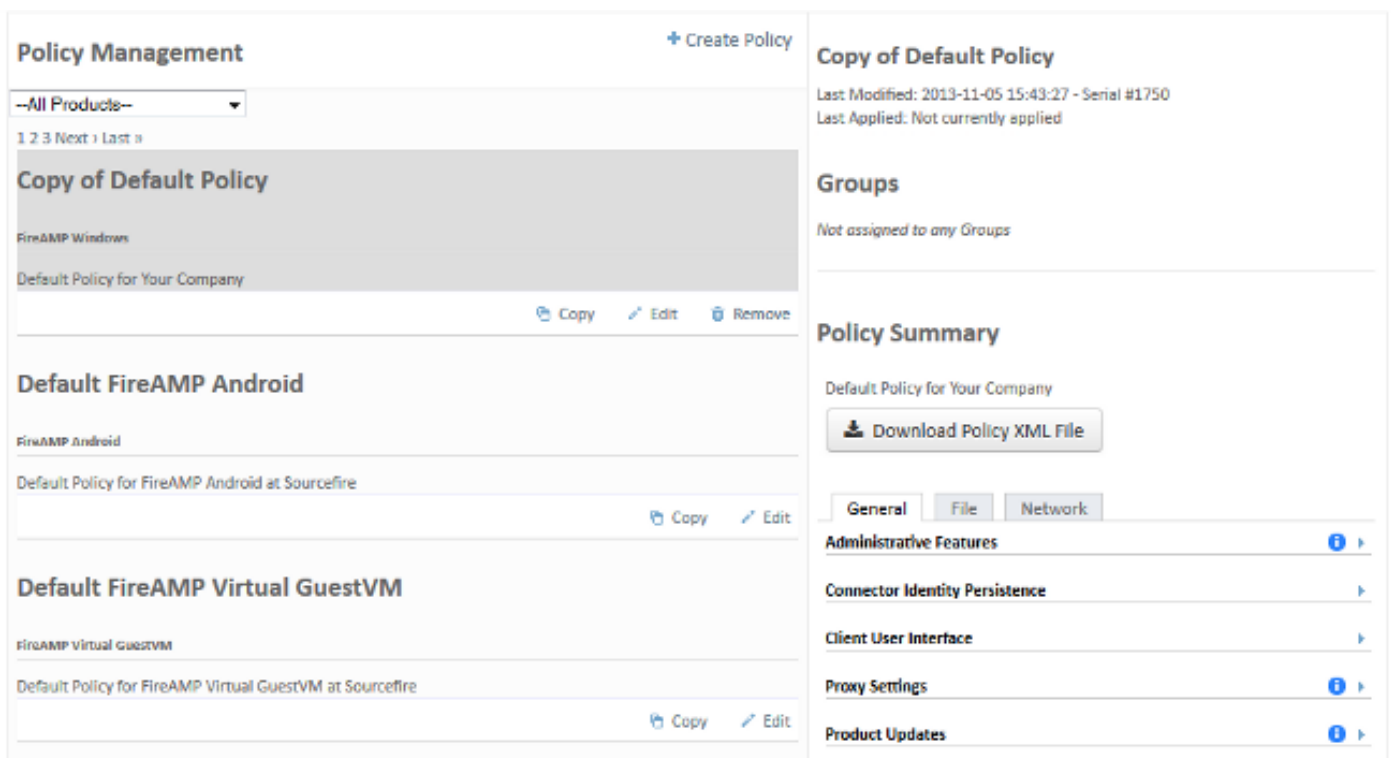 Policy Management
+ Create Policy
--All Products--
1 2 3 Next › Last »
Copy of Default Policy
FireAMP Windows
Default Policy for Your Company
Copy Edit Remove
Default FireAMP Android
FireAMP Android
Default Policy for FireAMP Android at Sourcefire
Copy Edit
Default FireAMP Virtual GuestVM
FireAMP Virtual GuestVM
Default Policy for FireAMP Virtual GuestVM at Sourcefire
Copy Edit
Copy of Default Policy
Last Modified: 2013-11-05 15:43:27 - Serial #1750
Last Applied: Not currently applied
Groups
Not assigned to any Groups
Policy Summary
Default Policy for Your Company
Download Policy XML File
General File Network
Administrative Features
Connector Identity Persistence
Client User Interface
Proxy Settings
Product Updates